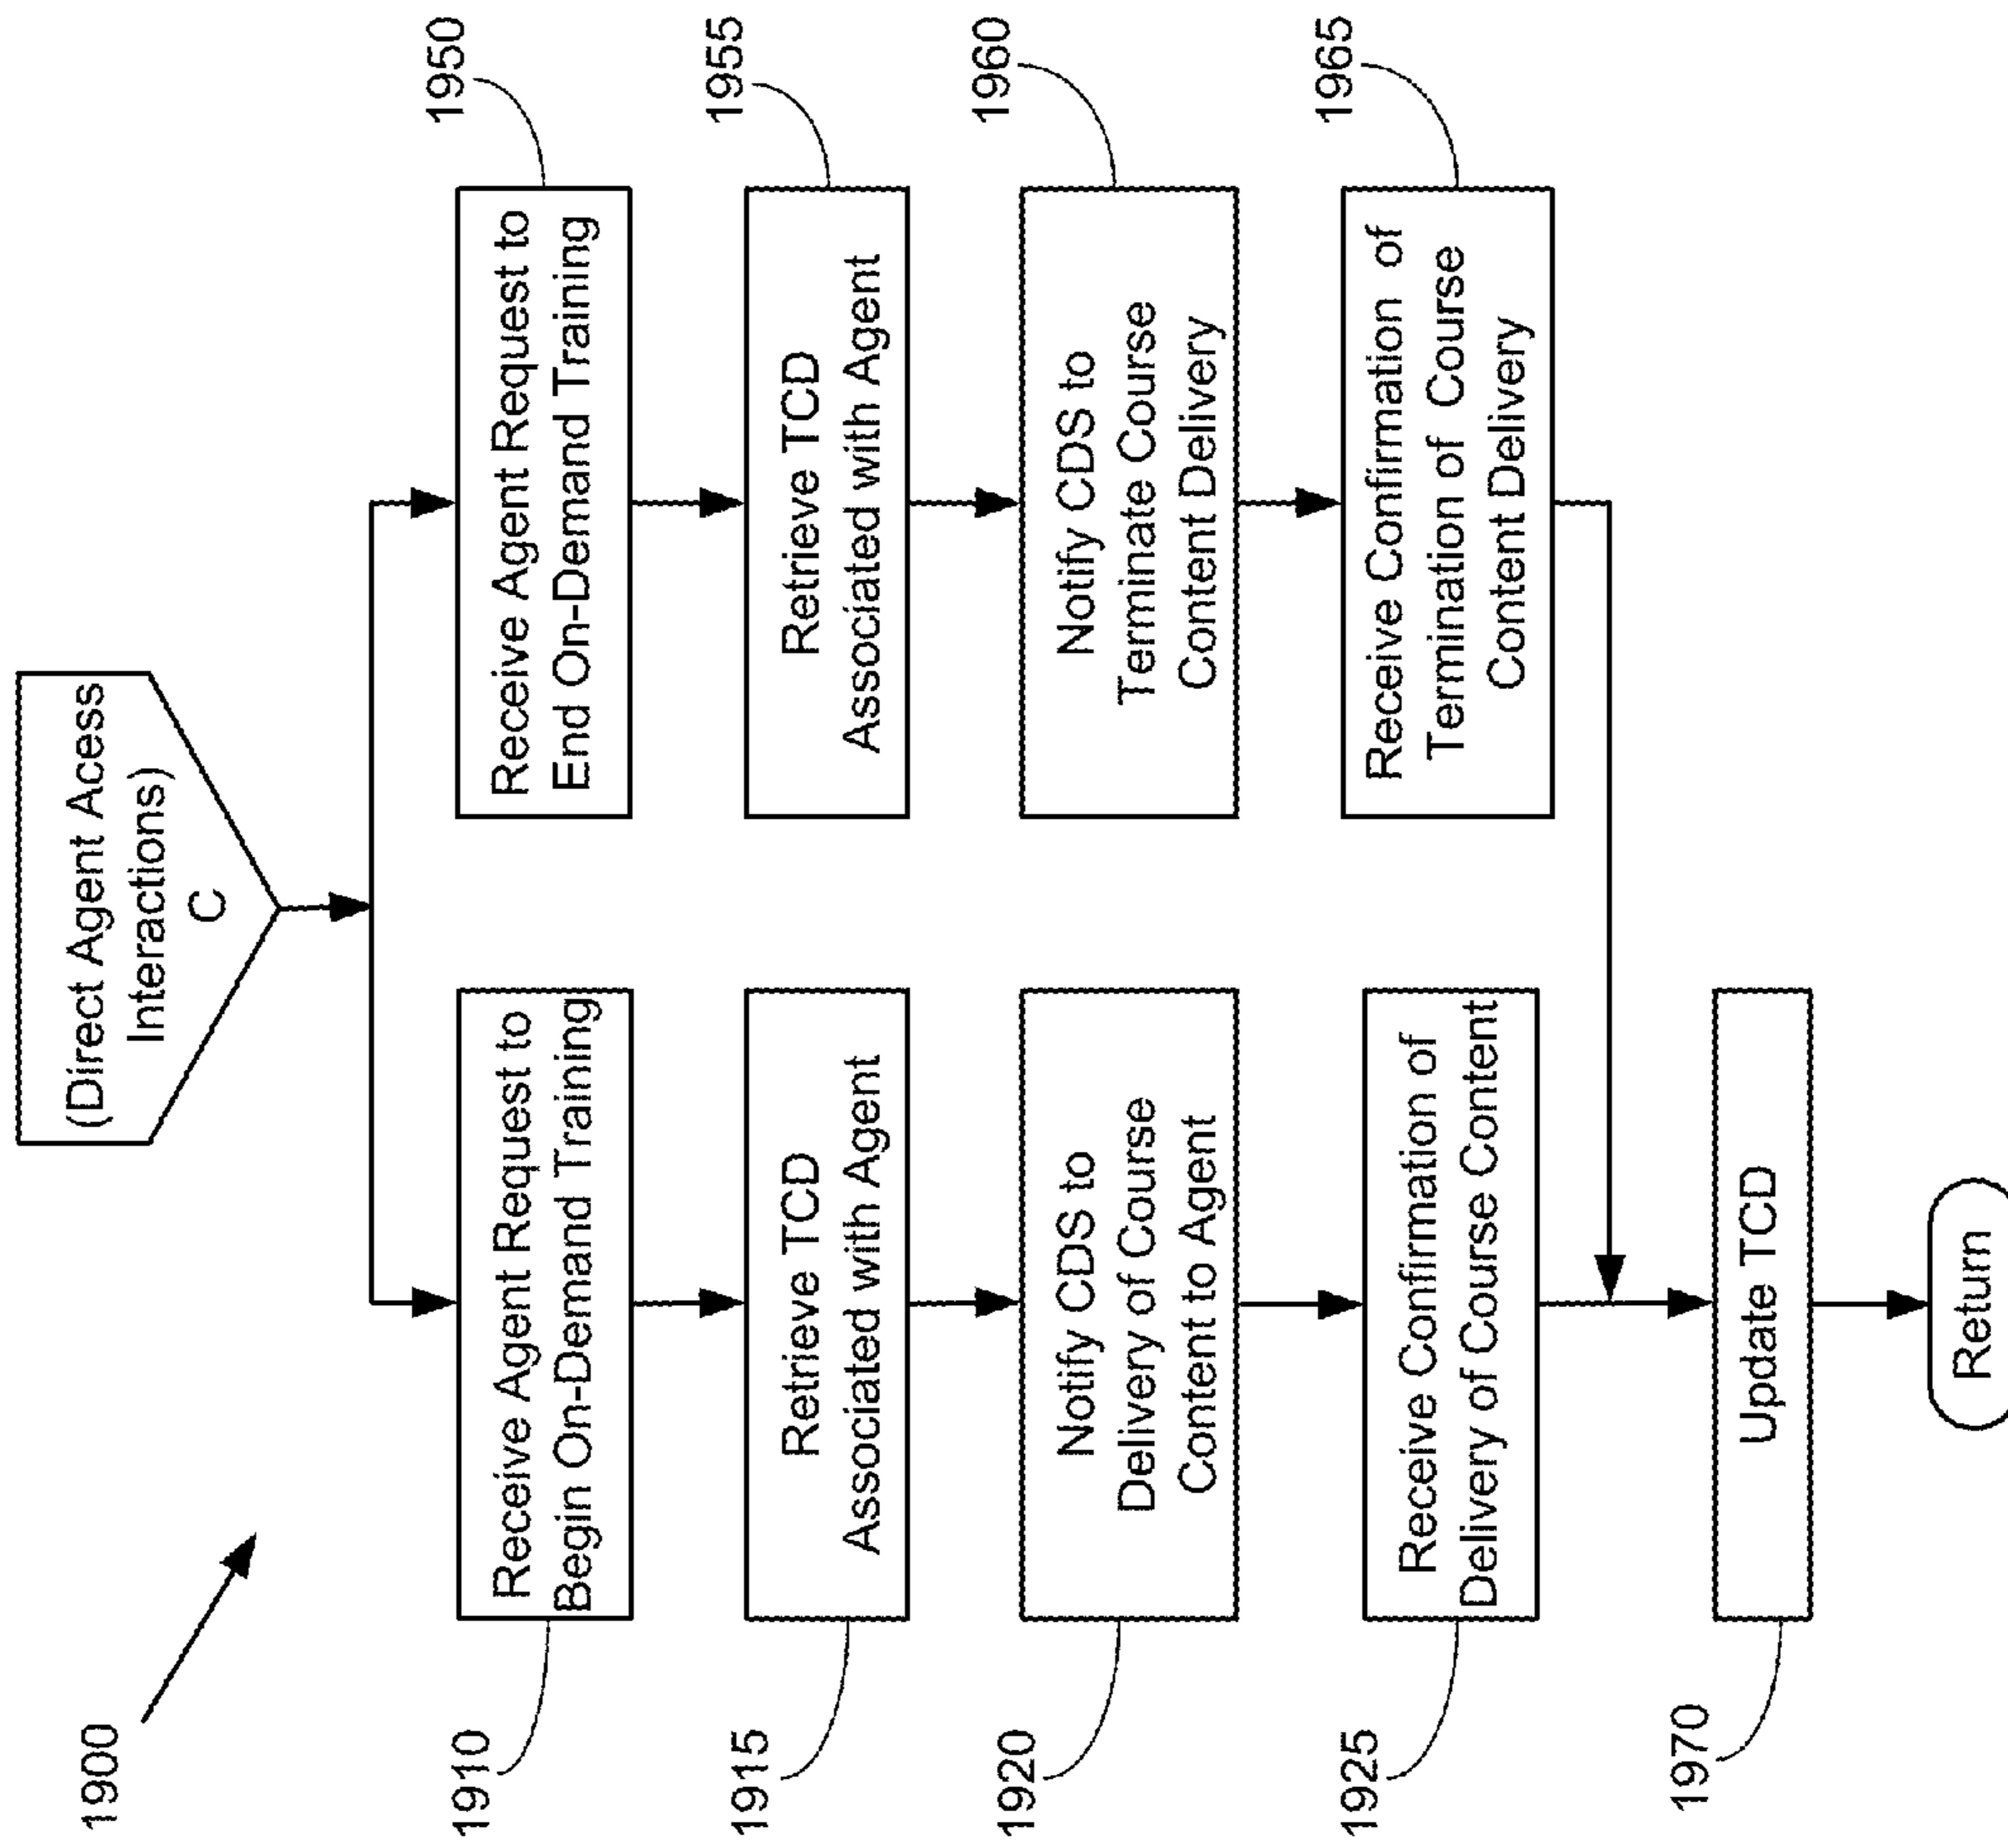 1900
(Direct Agent Acess
Interactions)
C
1910
Receive Agent Request to
Begin On-Demand Training
1915
Retrieve TCD
Associated with Agent
1920
Notify CDS to
Delivery of Course
Content to Agent
1925
Receive Confirmation of
Delivery of Course Content
1950
Receive Agent Request to
End On-Demand Training
1955
Retrieve TCD
Associated with Agent
1960
Notify CDS to
Terminate Course
Content Delivery
1965
Receive Confirmation of
Termination of Course
Content Delivery
1970
Update TCD
Return